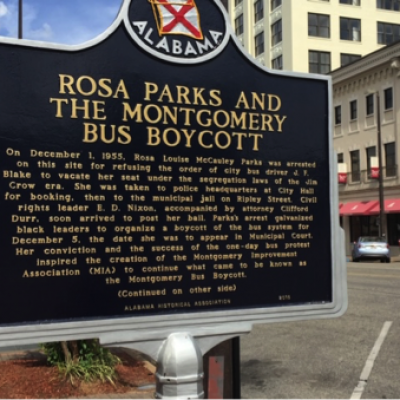 ALABAMA
ROSA PARKS AND
THE MONTGOMERY
BUS BOYCOTT
On December 1, 1955, Rosa Louise McCauley Parks was arrested
on this site for refusing the order of city bus driver J. F.
Blake to vacate her seat under the segregation laws of the Jim
Crow era. She was taken to police headquarters at City Hall
for booking, then to the municipal jail on Ripley Street. Civil
rights leader E. D. Nixon, accompanied by attorney Clifford
Durr, soon arrived to post her bail. Parks's arrest galvanized
black leaders to organize a boycott of the bus system for
December 5, the date she was to appear in Municipal Court.
Her conviction and the success of the one-day bus protest
inspired the creation of the Montgomery Improvement
Association (MIA) to continue what came to be known as
the Montgomery Bus Boycott.
(Continued on other side)
ALABAMA HISTORICAL ASSOCIATION